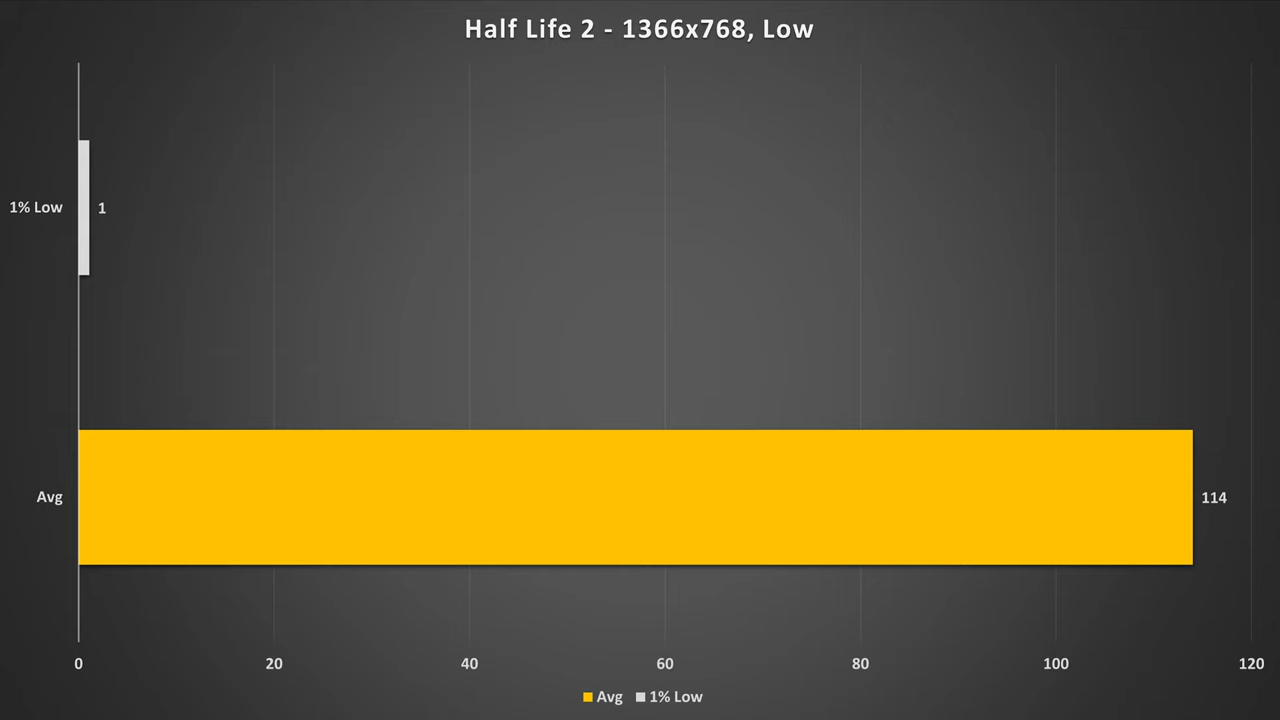 Half Life 2 - 1366x768, Low
1% Low
1
Avg
114
0 20 40 60 80 100 120
Avg 1% Low